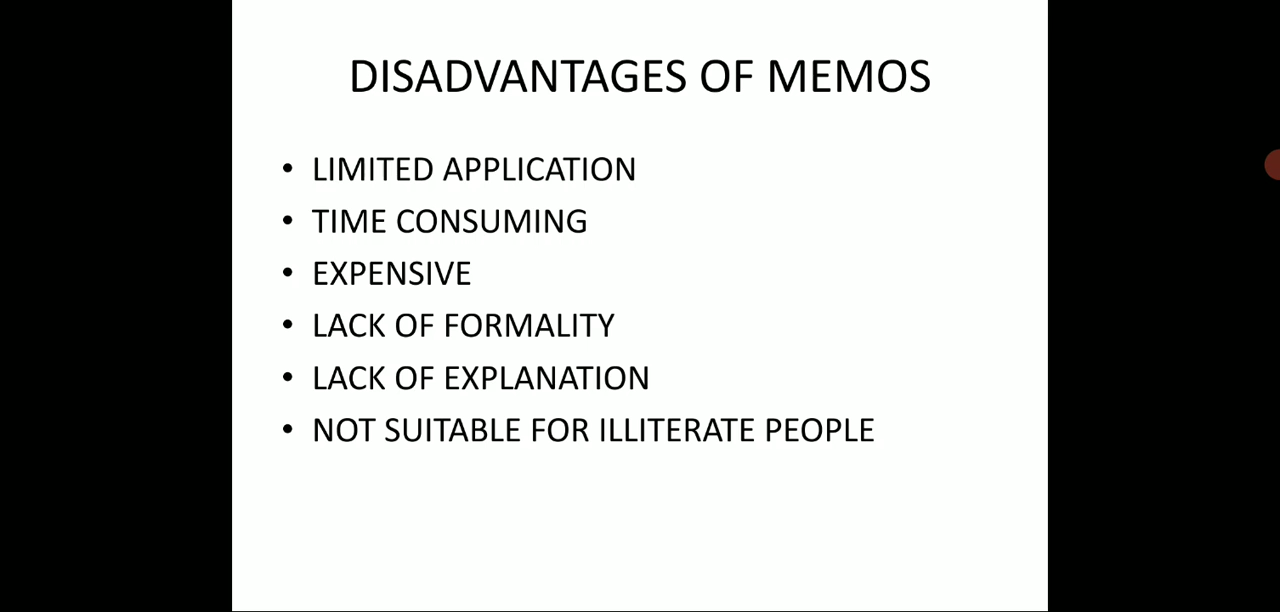 DISADVANTAGES OF MEMOS
• LIMITED APPLICATION
• TIME CONSUMING
• EXPENSIVE
• LACK OF FORMALITY
• LACK OF EXPLANATION
• NOT SUITABLE FOR ILLITERATE PEOPLE